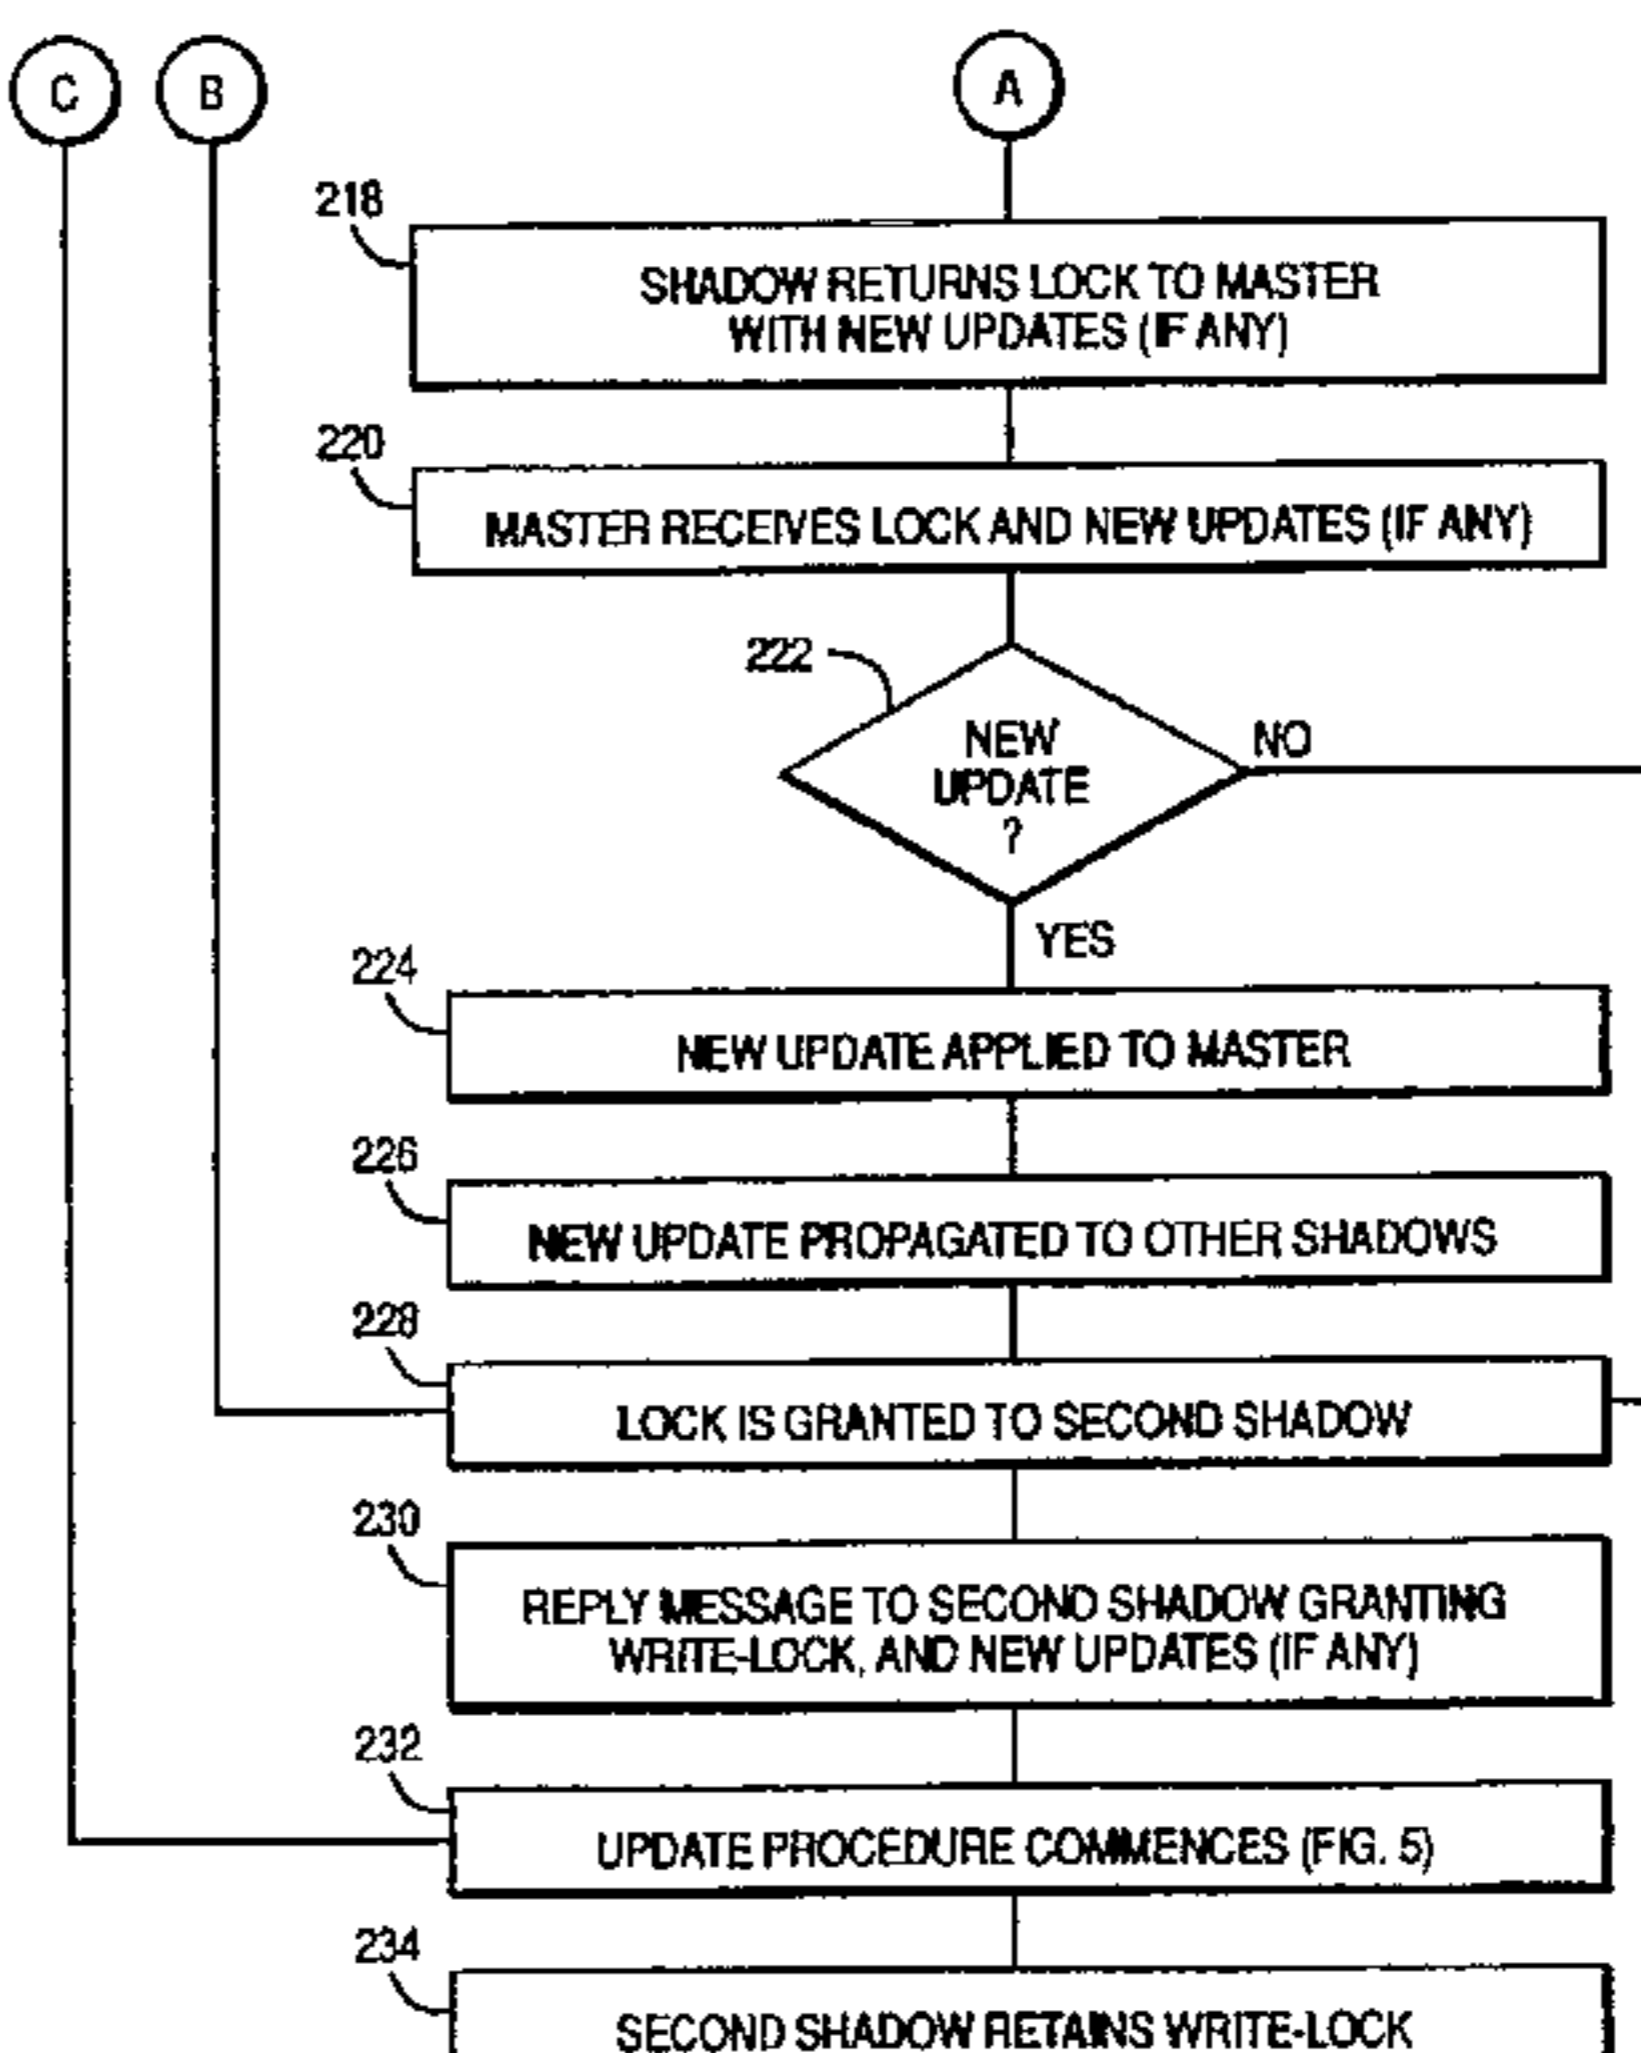 C
B
A
218
SHADOW RETURNS LOCK TO MASTER
WITH NEW UPDATES (IF ANY)
220
MASTER RECEIVES LOCK AND NEW UPDATES (IF ANY)
222
NEW
UPDATE
?
NO
YES
224
NEW UPDATE APPLIED TO MASTER
226
NEW UPDATE PROPAGATED TO OTHER SHADOWS
228
LOCK IS GRANTED TO SECOND SHADOW
230
REPLY MESSAGE TO SECOND SHADOW GRANTING
WRITE-LOCK, AND NEW UPDATES (IF ANY)
232
UPDATE PROCEDURE COMMENCES (FIG. 5)
234
SECOND SHADOW RETAINS WRITE-LOCK